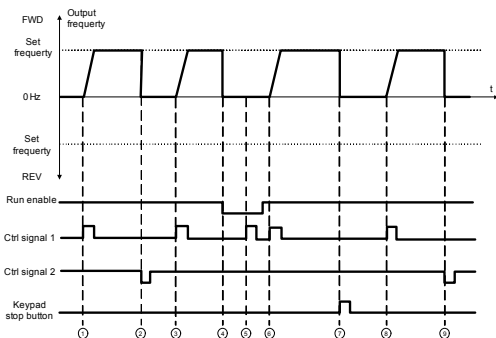 FWD
Output
frequerty
Set
frequerty
0 Hz
t
Set
frequerty
REV
Run enable
Ctrl signal 1
Ctrl signal 2
Keypad
stop button
1 2 3 4 5 6 7 8 9